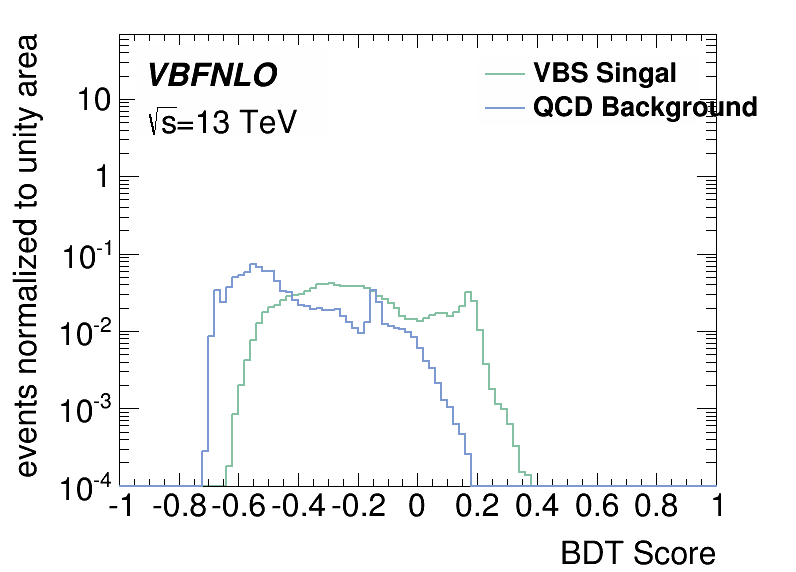 events normalized to unity area
VBFNLO
√s=13 TeV
VBS Singal
QCD Background
10
1
10⁻¹
10⁻²
10⁻³
10⁻⁴
-1 -0.8 -0.6 -0.4 -0.2 0 0.2 0.4 0.6 0.8 1
BDT Score